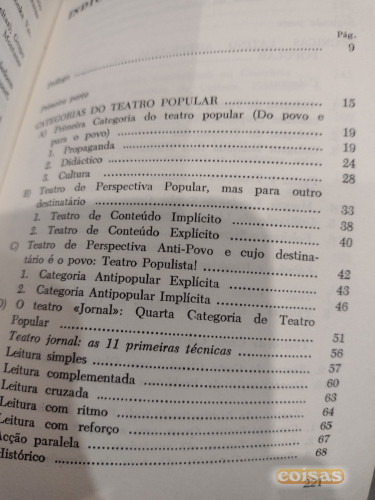 INDI
Pág.
Prólogo 9
Primeira parte
CATEGORIAS DO TEATRO POPULAR 15
A) Primeira Categoria do teatro popular (Do povo e
para o povo) 19
1. Propaganda 19
2. Didáctico 24
3. Cultura 28
B) Teatro de Perspectiva Popular, mas para outro
destinatário 33
1. Teatro de Conteúdo Implícito 38
2. Teatro de Conteúdo Explícito 40
C) Teatro de Perspectiva Anti-Povo e cujo destina-
tário é o povo: Teatro Populista! 42
1. Categoria Antipopular Explícita 43
2. Categoria Antipopular Implícita 46
D) O teatro «Jornal»: Quarta Categoria de Teatro
Popular 51
Teatro jornal: as 11 primeiras técnicas 56
Leitura simples 57
Leitura complementada 60
Leitura cruzada 63
Leitura com ritmo 64
Leitura com reforço 65
Acção paralela 67
Histórico 68
221
coisas